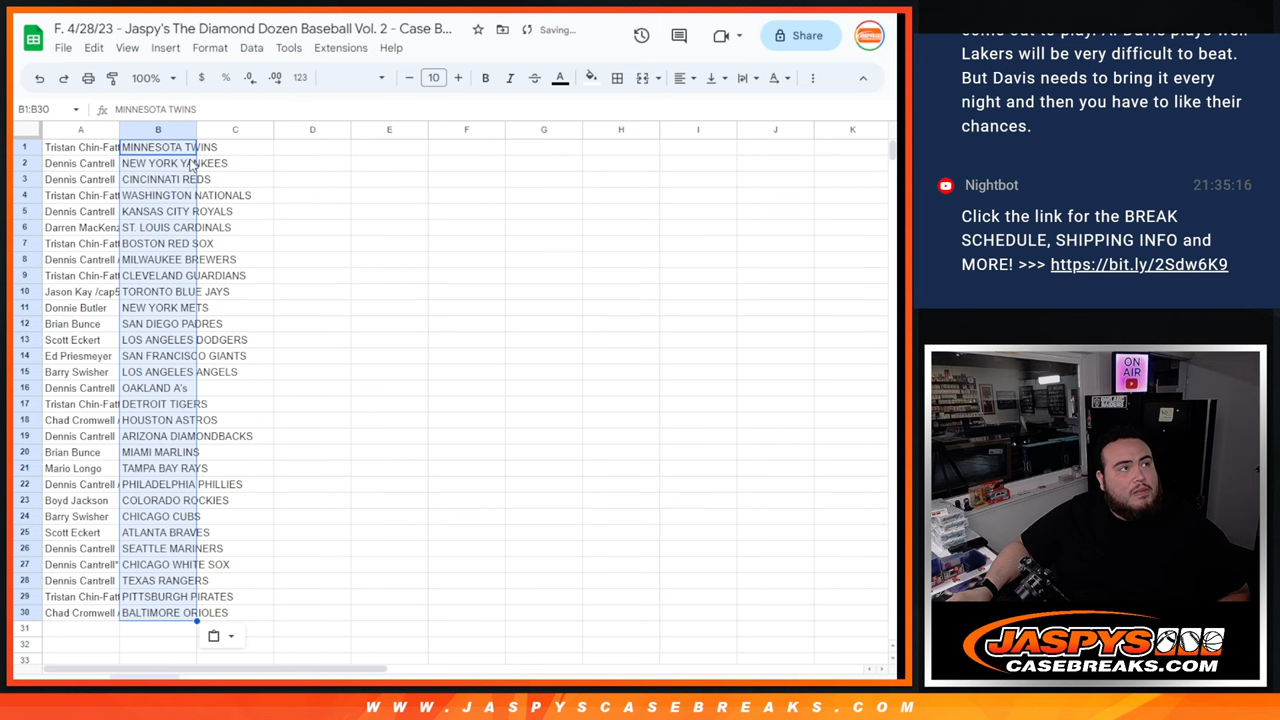 F. 4/28/23 - Jaspy's The Diamond Dozen Baseball Vol. 2 - Case B...
Saving...
Share
File Edit View Insert Format Data Tools Extensions Help
100% $ % .0 .00 123 10 B I S A
B1:B30 fx MINNESOTA TWINS
A B C D E F G H I J K
1 Tristan Chin-Fatt MINNESOTA TWINS
2 Dennis Cantrell NEW YORK YANKEES
3 Dennis Cantrell CINCINNATI REDS
4 Tristan Chin-Fatt WASHINGTON NATIONALS
5 Dennis Cantrell KANSAS CITY ROYALS
6 Darren MacKenz ST. LOUIS CARDINALS
7 Tristan Chin-Fatt BOSTON RED SOX
8 Dennis Cantrell / MILWAUKEE BREWERS
9 Tristan Chin-Fatt CLEVELAND GUARDIANS
10 Jason Kay /cap5 TORONTO BLUE JAYS
11 Donnie Butler NEW YORK METS
12 Brian Bunce SAN DIEGO PADRES
13 Scott Eckert LOS ANGELES DODGERS
14 Ed Priesmeyer SAN FRANCISCO GIANTS
15 Barry Swisher LOS ANGELES ANGELS
16 Dennis Cantrell OAKLAND A's
17 Tristan Chin-Fatt DETROIT TIGERS
18 Chad Cromwell / HOUSTON ASTROS
19 Dennis Cantrell ARIZONA DIAMONDBACKS
20 Brian Bunce MIAMI MARLINS
21 Mario Longo TAMPA BAY RAYS
22 Dennis Cantrell / PHILADELPHIA PHILLIES
23 Boyd Jackson COLORADO ROCKIES
24 Barry Swisher CHICAGO CUBS
25 Scott Eckert ATLANTA BRAVES
26 Dennis Cantrell SEATTLE MARINERS
27 Dennis Cantrell* CHICAGO WHITE SOX
28 Dennis Cantrell TEXAS RANGERS
29 Tristan Chin-Fatt PITTSBURGH PIRATES
30 Chad Cromwell / BALTIMORE ORIOLES
31
32
33
Lakers will be very difficult to beat.
But Davis needs to bring it every
night and then you have to like their
chances.
Nightbot 21:35:16
Click the link for the BREAK
SCHEDULE, SHIPPING INFO and
MORE! >>> https://bit.ly/2Sdw6K9
ON
AIR
JASPYS
CASEBREAKS.COM
WWW.JASPYSCASEBREAKS.COM